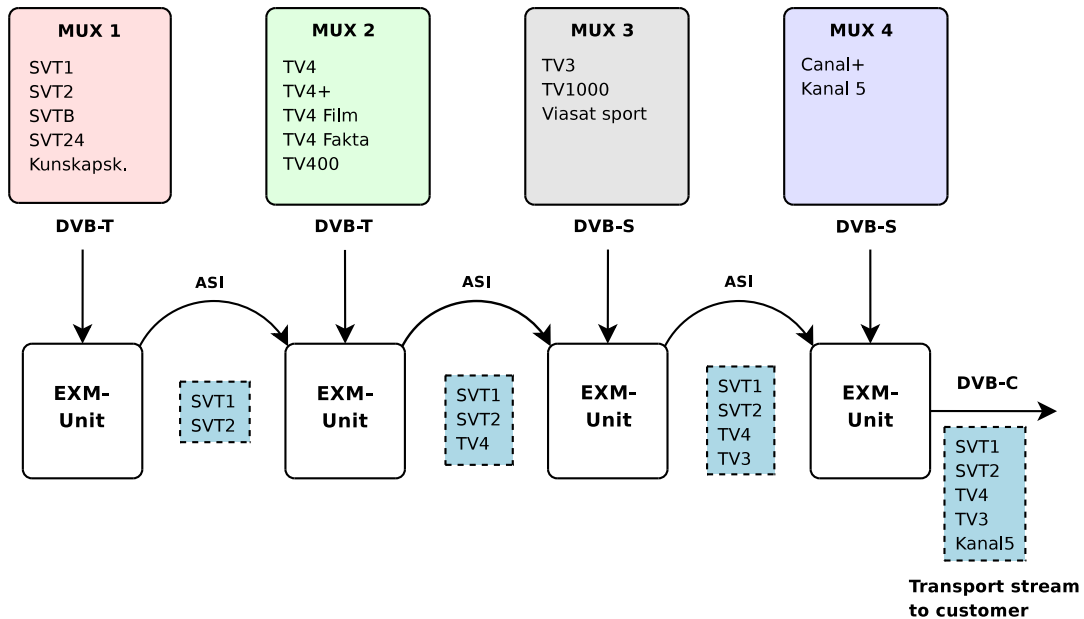 MUX 1
SVT1
SVT2
SVTB
SVT24
Kunskapsk.
MUX 2
TV4
TV4+
TV4 Film
TV4 Fakta
TV400
MUX 3
TV3
TV1000
Viasat sport
MUX 4
Canal+
Kanal 5
DVB-T
DVB-T
DVB-S
DVB-S
ASI
ASI
ASI
EXM-
Unit
SVT1
SVT2
EXM-
Unit
SVT1
SVT2
TV4
EXM-
Unit
SVT1
SVT2
TV4
TV3
EXM-
Unit
DVB-C
SVT1
SVT2
TV4
TV3
Kanal5
Transport stream
to customer